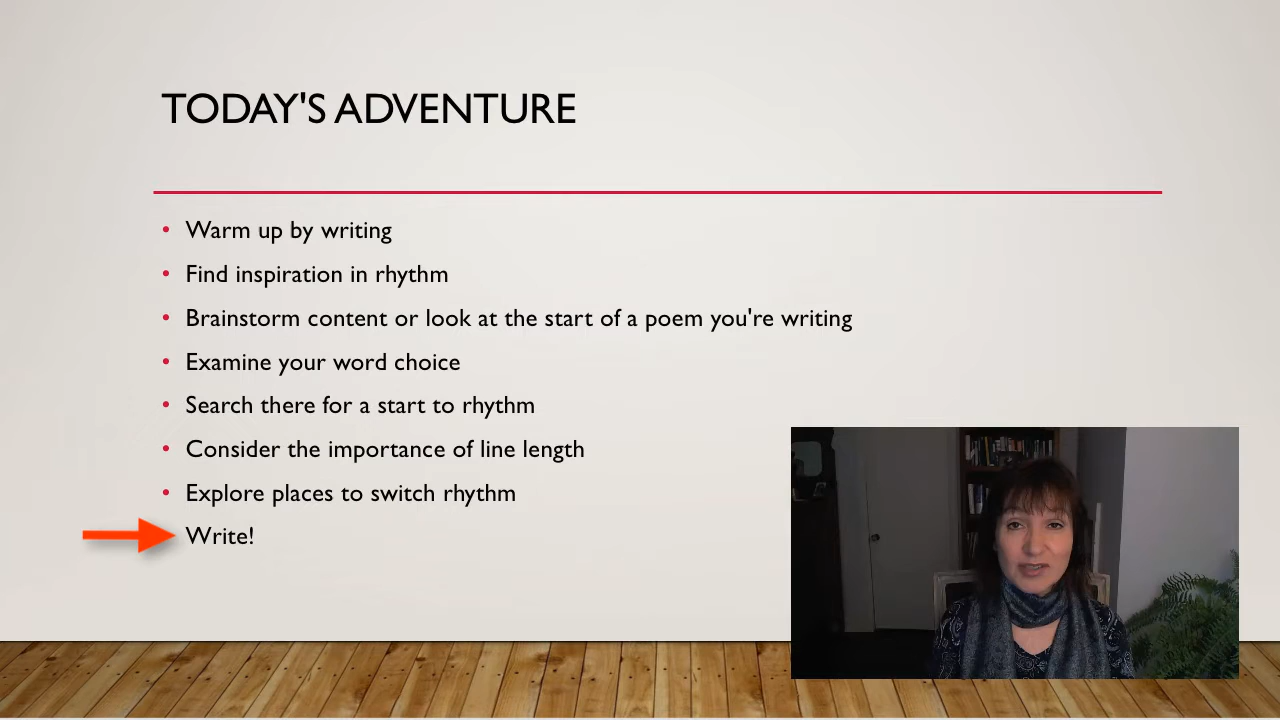 TODAY'S ADVENTURE
• Warm up by writing
• Find inspiration in rhythm
• Brainstorm content or look at the start of a poem you're writing
• Examine your word choice
• Search there for a start to rhythm
• Consider the importance of line length
• Explore places to switch rhythm
Write!